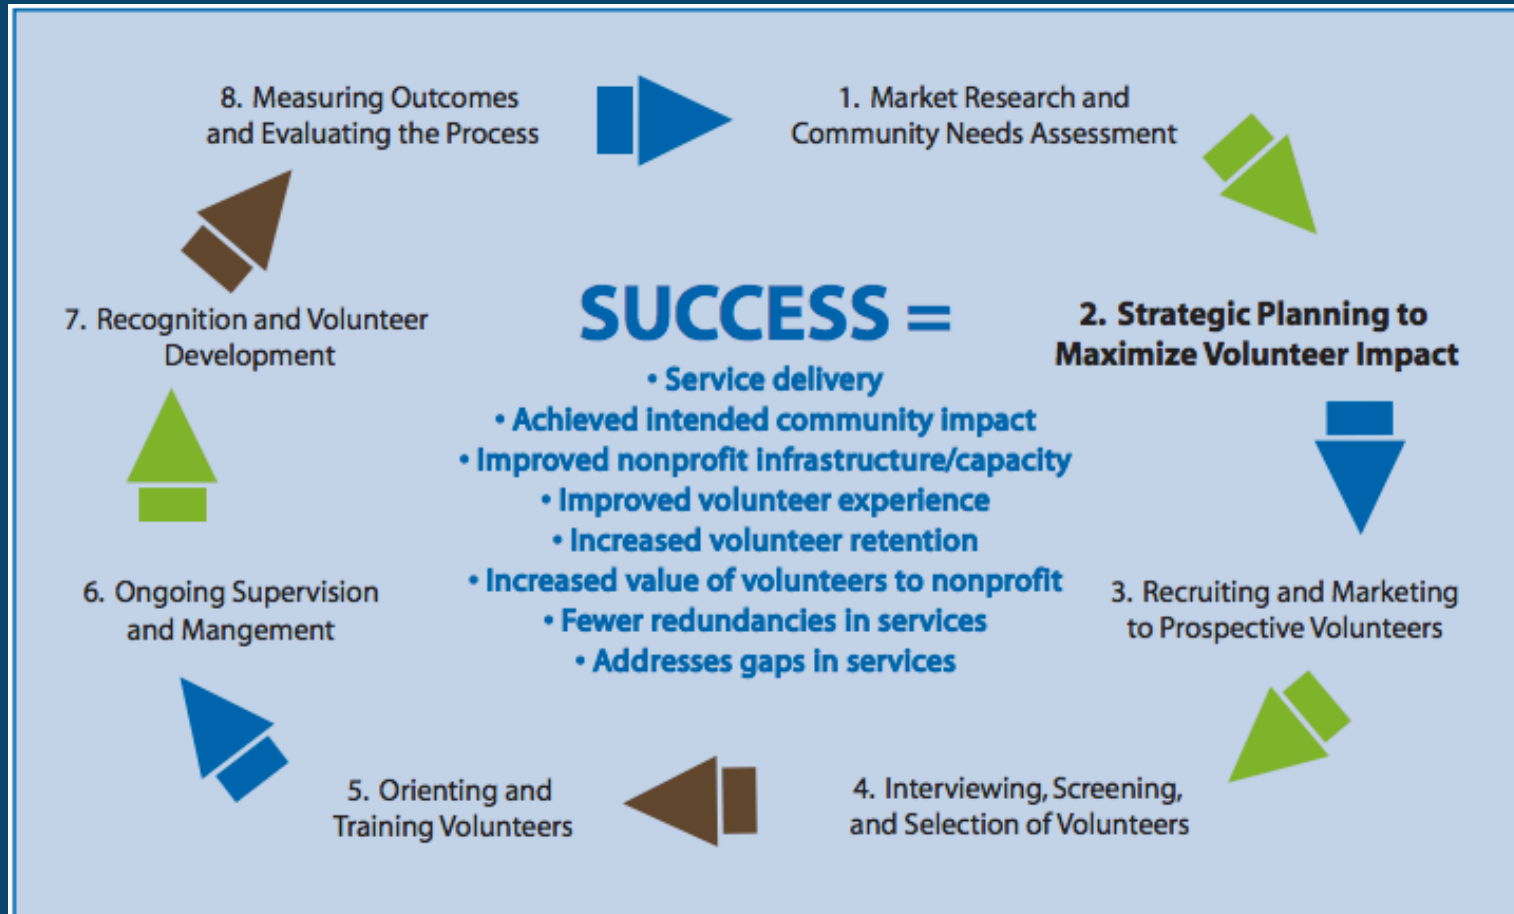 8. Measuring Outcomes
and Evaluating the Process
1. Market Research and
Community Needs Assessment
7. Recognition and Volunteer
Development
SUCCESS =
• Service delivery
• Achieved intended community impact
• Improved nonprofit infrastructure/capacity
• Improved volunteer experience
• Increased volunteer retention
• Increased value of volunteers to nonprofit
• Fewer redundancies in services
• Addresses gaps in services
2. Strategic Planning to
Maximize Volunteer Impact
6. Ongoing Supervision
and Mangement
3. Recruiting and Marketing
to Prospective Volunteers
5. Orienting and
Training Volunteers
4. Interviewing, Screening,
and Selection of Volunteers